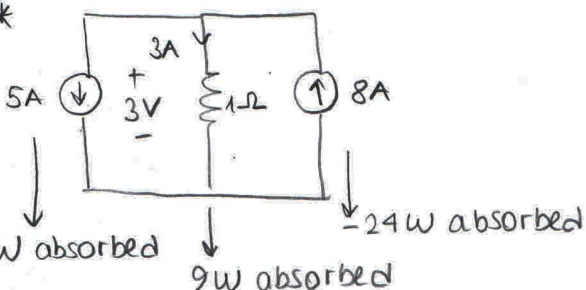 *
3A
5A
+
3V
-
1Ω
8A
W absorbed
9W absorbed
-24W absorbed